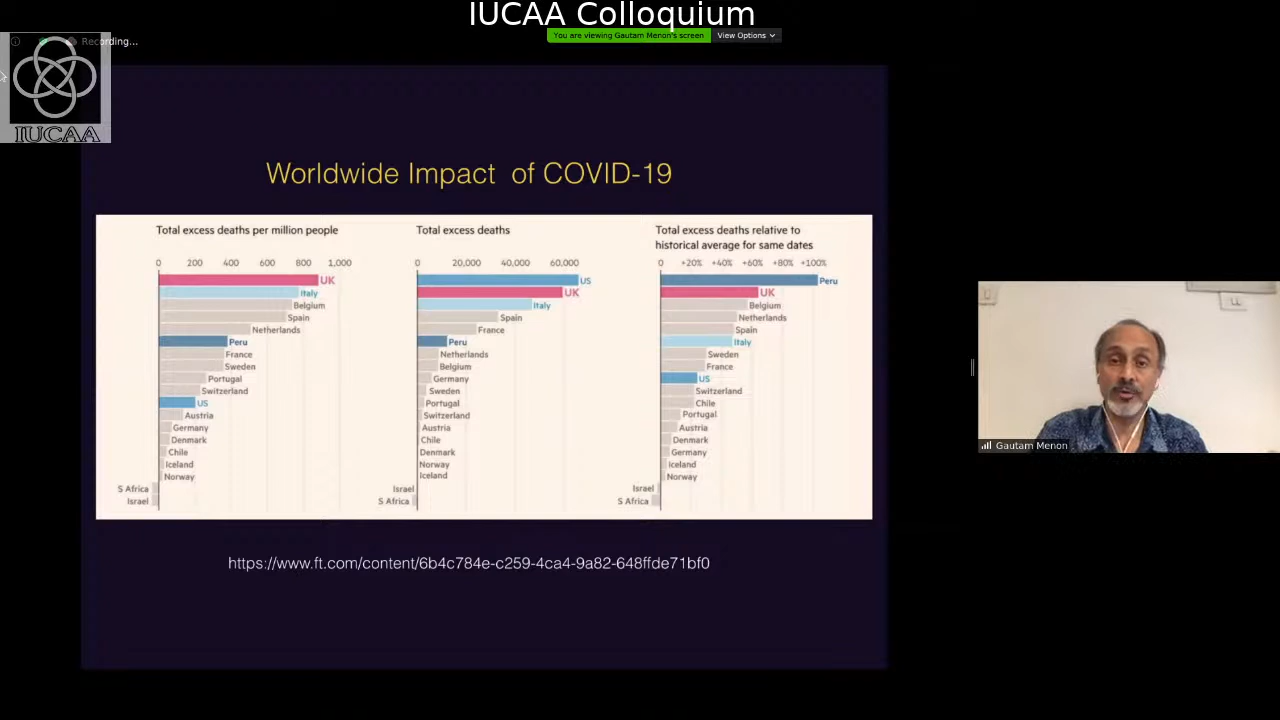 IUCAA Colloquium
You are viewing Gautam Menon's screen
View Options
Recording...
IUCAA
Worldwide Impact of COVID-19
Total excess deaths per million people
0 200 400 600 800 1,000
UK
Italy
Belgium
Spain
Netherlands
Peru
France
Sweden
Portugal
Switzerland
US
Austria
Germany
Denmark
Chile
Iceland
Norway
S Africa
Israel
Total excess deaths
0 20,000 40,000 60,000
US
UK
Italy
Spain
France
Peru
Netherlands
Belgium
Germany
Sweden
Portugal
Switzerland
Austria
Chile
Denmark
Norway
Iceland
Israel
S Africa
Total excess deaths relative to
historical average for same dates
0 +20% +40% +60% +80% +100%
Peru
UK
Belgium
Netherlands
Spain
Italy
Sweden
France
US
Switzerland
Chile
Portugal
Austria
Denmark
Germany
Iceland
Norway
Israel
S Africa
https://www.ft.com/content/6b4c784e-c259-4ca4-9a82-648ffde71bf0
Gautam Menon